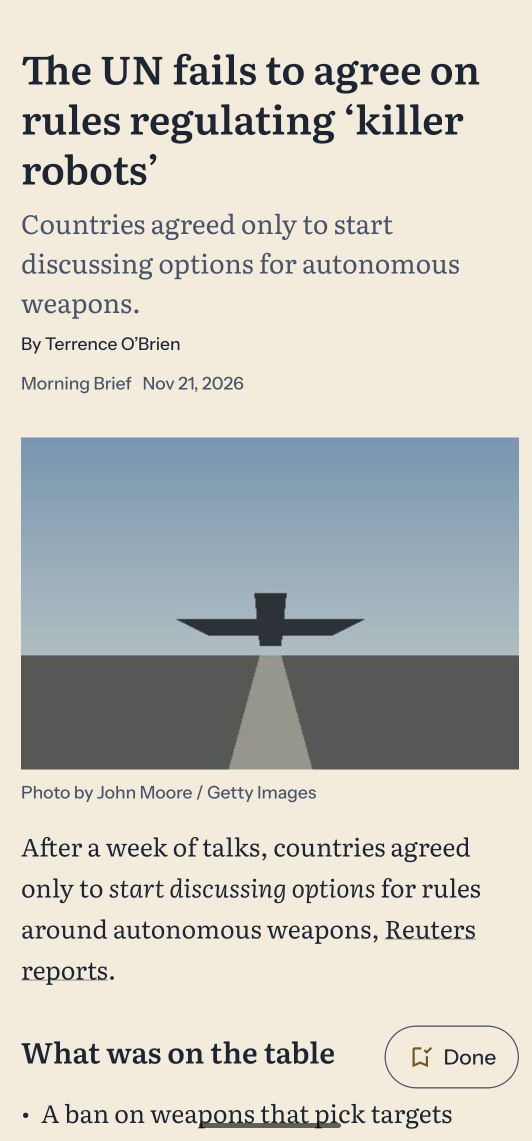 The UN fails to agree on
rules regulating ‘killer
robots’
Countries agreed only to start
discussing options for autonomous
weapons.
By Terrence O’Brien
Morning Brief Nov 21, 2026
Photo by John Moore / Getty Images
After a week of talks, countries agreed
only to start discussing options for rules
around autonomous weapons, Reuters
reports.
What was on the table
Done
• A ban on weapons that pick targets